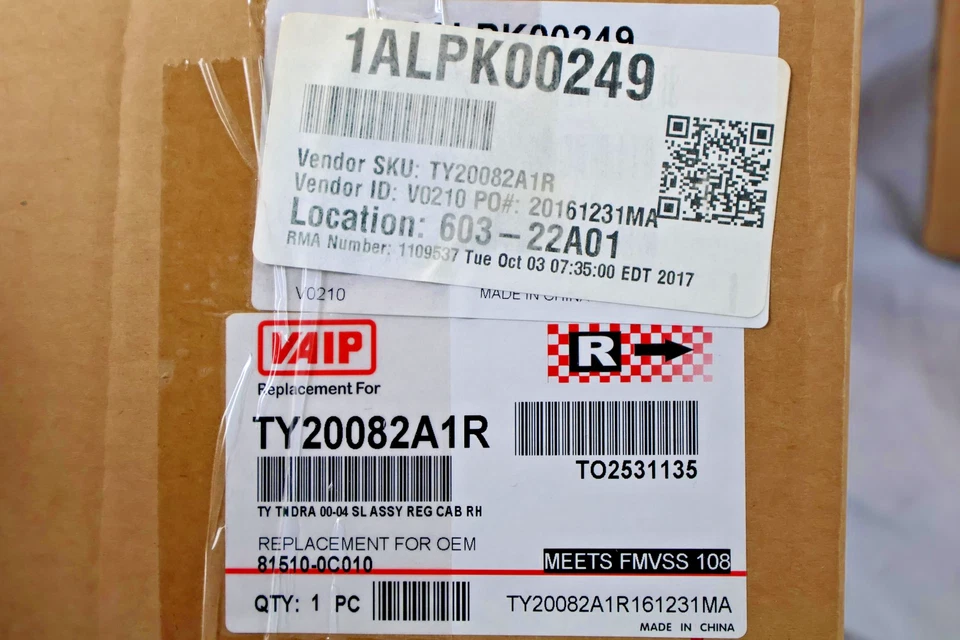 1ALPK00249
1ALPK00249
Vendor SKU: TY20082A1R
Vendor ID: V0210 PO#: 20161231MA
Location: 603-22A01
RMA Number: 1109537 Tue Oct 03 07:35:00 EDT 2017
V0210 MADE IN CHINA
VAIP
R
Replacement For
TY20082A1R
TO2531135
TY TNDRA 00-04 SL ASSY REG CAB RH
REPLACEMENT FOR OEM
81510-0C010
MEETS FMVSS 108
QTY: 1 PC
TY20082A1R161231MA
MADE IN CHINA